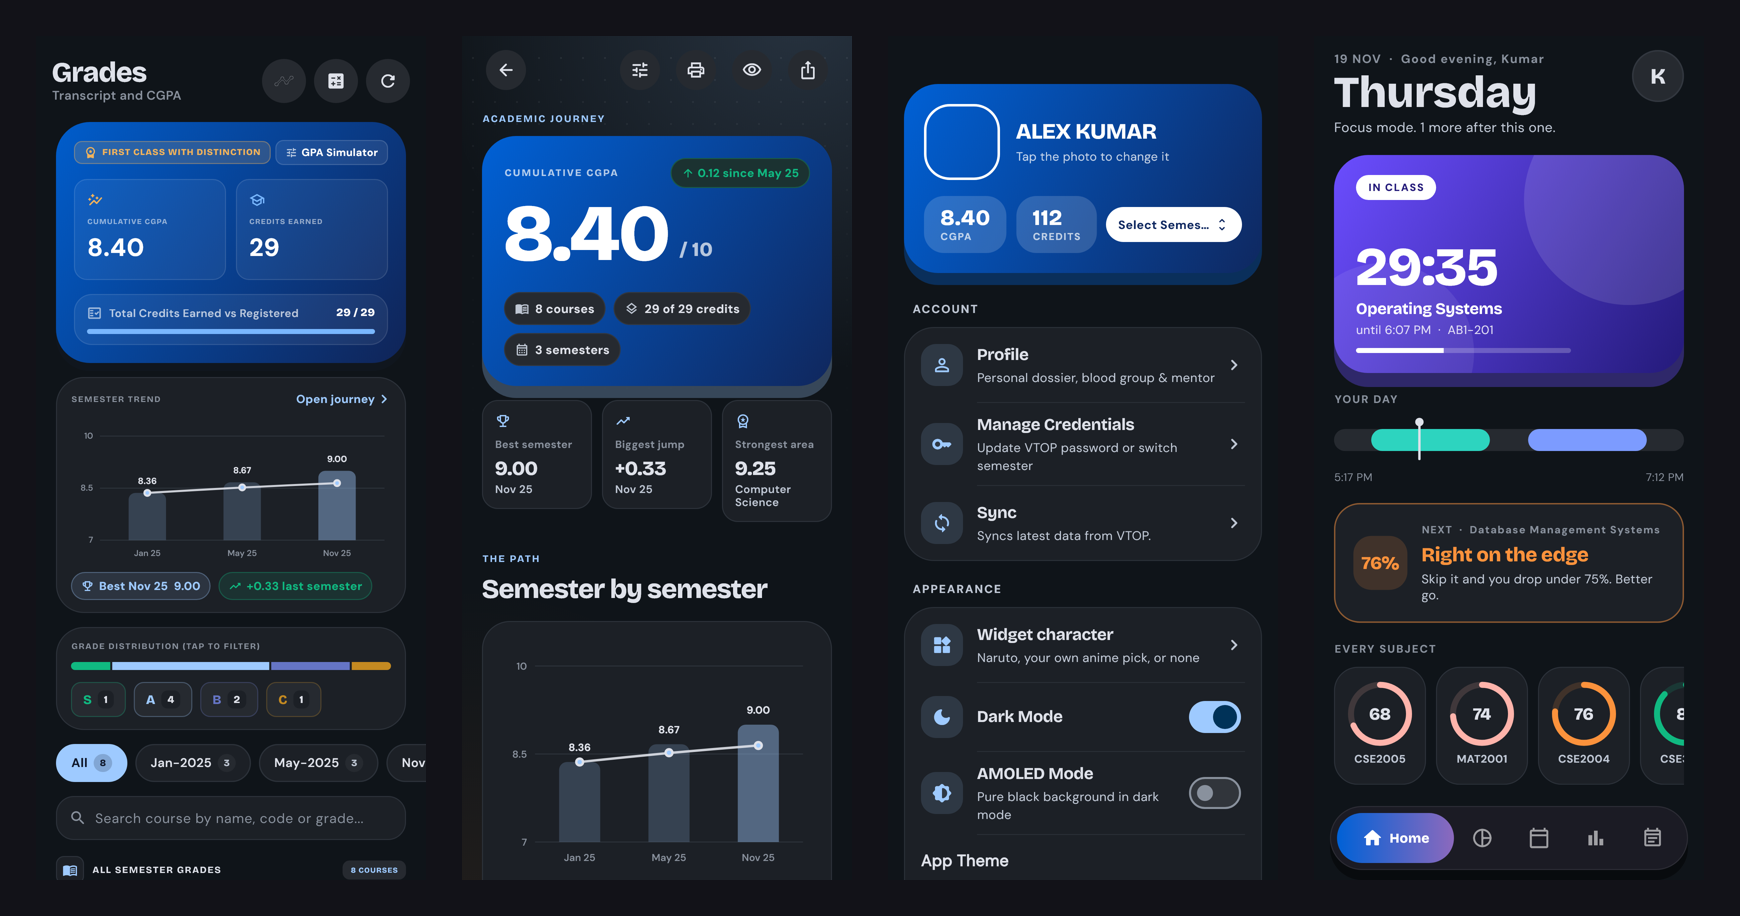 Grades
Transcript and CGPA
FIRST CLASS WITH DISTINCTION
GPA Simulator
CUMULATIVE CGPA
8.40
CREDITS EARNED
29
Total Credits Earned vs Registered
29 / 29
SEMESTER TREND
Open journey
10
8.5
7
8.36
8.67
9.00
Jan 25
May 25
Nov 25
Best Nov 25 9.00
+0.33 last semester
GRADE DISTRIBUTION (TAP TO FILTER)
S 1
A 4
B 2
C 1
All 8
Jan-2025 3
May-2025 3
Nov
Search course by name, code or grade...
ALL SEMESTER GRADES
8 COURSES
ACADEMIC JOURNEY
CUMULATIVE CGPA
0.12 since May 25
8.40 / 10
8 courses
29 of 29 credits
3 semesters
Best semester
9.00
Nov 25
Biggest jump
+0.33
Nov 25
Strongest area
9.25
Computer
Science
THE PATH
Semester by semester
10
8.5
7
8.36
8.67
9.00
Jan 25
May 25
Nov 25
ALEX KUMAR
Tap the photo to change it
8.40
CGPA
112
CREDITS
Select Semes...
ACCOUNT
Profile
Personal dossier, blood group & mentor
Manage Credentials
Update VTOP password or switch
semester
Sync
Syncs latest data from VTOP.
APPEARANCE
Widget character
Naruto, your own anime pick, or none
Dark Mode
AMOLED Mode
Pure black background in dark
mode
App Theme
19 NOV · Good evening, Kumar
Thursday
K
Focus mode. 1 more after this one.
IN CLASS
29:35
Operating Systems
until 6:07 PM · AB1-201
YOUR DAY
5:17 PM
7:12 PM
NEXT · Database Management Systems
76%
Right on the edge
Skip it and you drop under 75%. Better
go.
EVERY SUBJECT
68
CSE2005
74
MAT2001
76
CSE2004
8
CSE3
Home